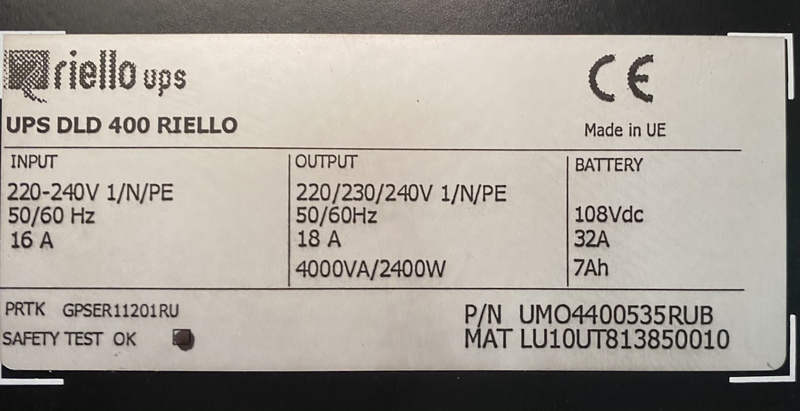 riello ups
CE
UPS DLD 400 RIELLO
Made in UE
INPUT
220-240V 1/N/PE
50/60 Hz
16 A
OUTPUT
220/230/240V 1/N/PE
50/60Hz
18 A
4000VA/2400W
BATTERY
108Vdc
32A
7Ah
PRTK GPSER11201RU
SAFETY TEST OK
P/N UMO4400535RUB
MAT LU10UT813850010